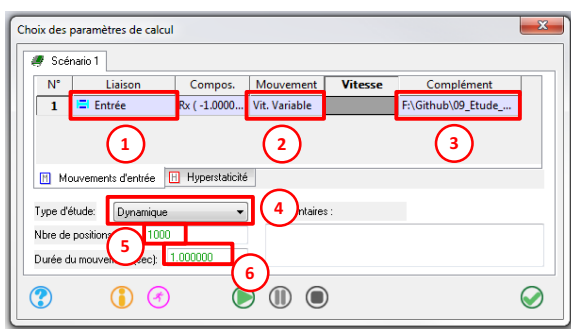 Choix des paramètres de calcul
Scénario 1
N° Liaison Compos. Mouvement Vitesse Complément
1 Entrée Rx ( -1.0000... Vit. Variable F:\Github\09_Etude_...
1 2 3
H Mouvements d'entrée H Hyperstaticité
Type d'étude: Dynamique 4 ntaires :
Nbre de positions 5 1000
Durée du mouvement (sec): 1.000000
6